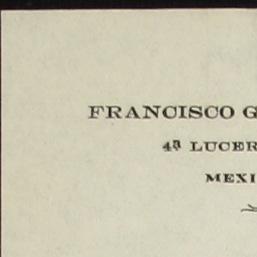 FRANCISCO G
4ª LUCER
MEXI